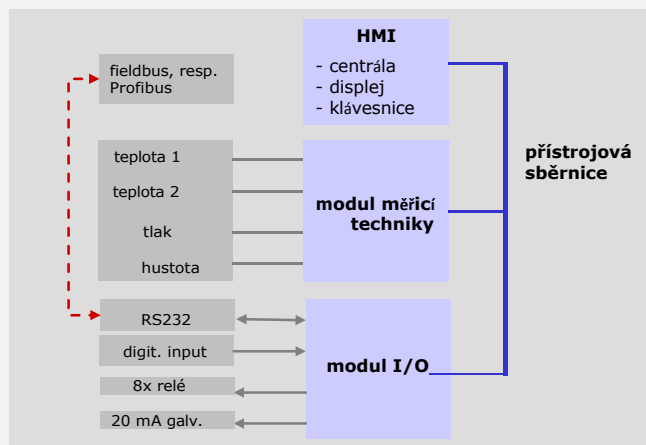 fieldbus, resp.
Profibus
HMI
- centrála
- displej
- klávesnice
přístrojová
sběrnice
teplota 1
teplota 2
tlak
hustota
modul měřicí
techniky
RS232
digit. input
8x relé
20 mA galv.
modul I/O